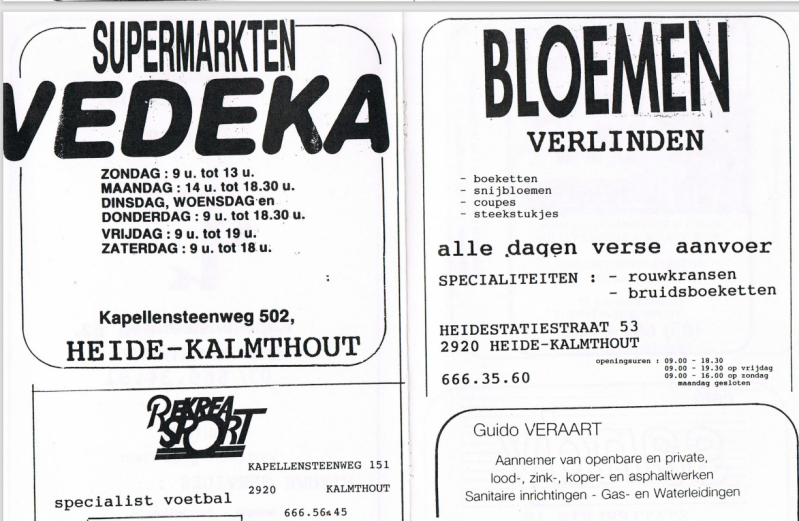 SUPERMARKTEN
VEDEKA
ZONDAG : 9 u. tot 13 u.
MAANDAG : 14 u. tot 18.30 u.
DINSDAG, WOENSDAG en
DONDERDAG : 9 u. tot 18.30 u.
VRIJDAG : 9 u. tot 19 u.
ZATERDAG : 9 u. tot 18 u.
Kapellensteenweg 502,
HEIDE-KALMTHOUT
REKREA
SPORT
KAPELLENSTEENWEG 151
2920 KALMTHOUT
specialist voetbal
666.56.45
BLOEMEN
VERLINDEN
- boeketten
- snijbloemen
- coupes
- steekstukjes
alle dagen verse aanvoer
SPECIALITEITEN : - rouwkransen
- bruidsboeketten
HEIDESTATIESTRAAT 53
2920 HEIDE-KALMTHOUT
openingsuren : 09.00 - 18.30
09.00 - 19.30 op vrijdag
09.00 - 16.00 op zondag
maandag gesloten
666.35.60
Guido VERAART
Aannemer van openbare en private,
lood-, zink-, koper- en asphaltwerken
Sanitaire inrichtingen - Gas- en Waterleidingen